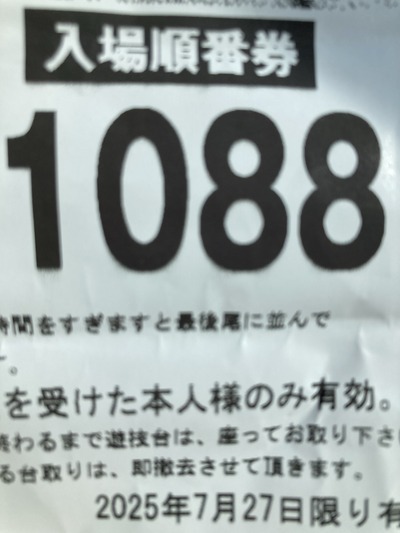 入場順番券
1088
時間をすぎますと最後尾に並んで
。
を受けた本人様のみ有効。
終わるまで遊技台は、座ってお取り下さ
る台取りは、即撤去させて頂きます。
2025年7月27日限り有